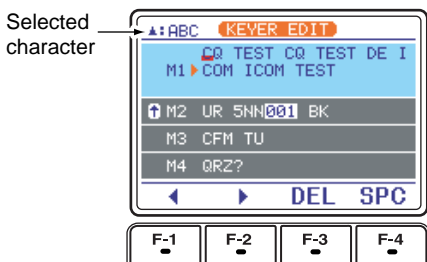 Selected
character
▲:ABC KEYER EDIT
CQ TEST CQ TEST DE I
M1 COM ICOM TEST
M2 UR 5NN001 BK
M3 CFM TU
M4 QRZ?
DEL SPC
F-1 F-2 F-3 F-4